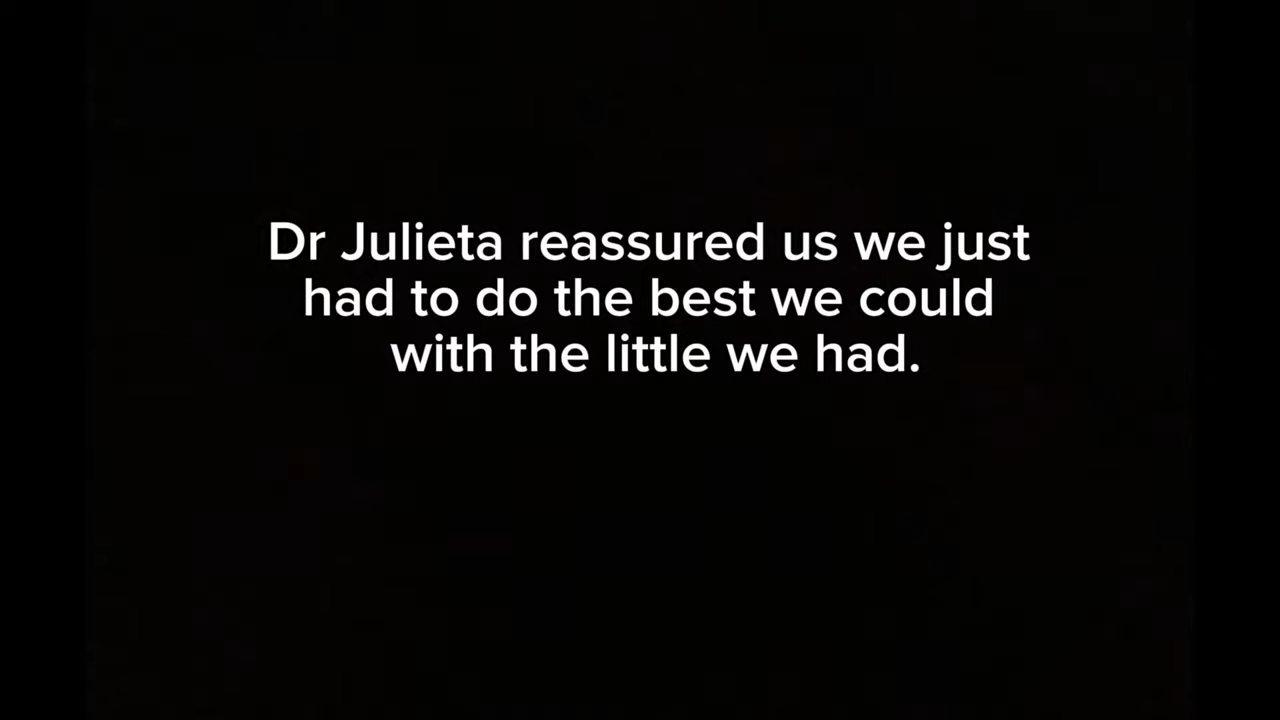 Dr Julieta reassured us we just
had to do the best we could
with the little we had.